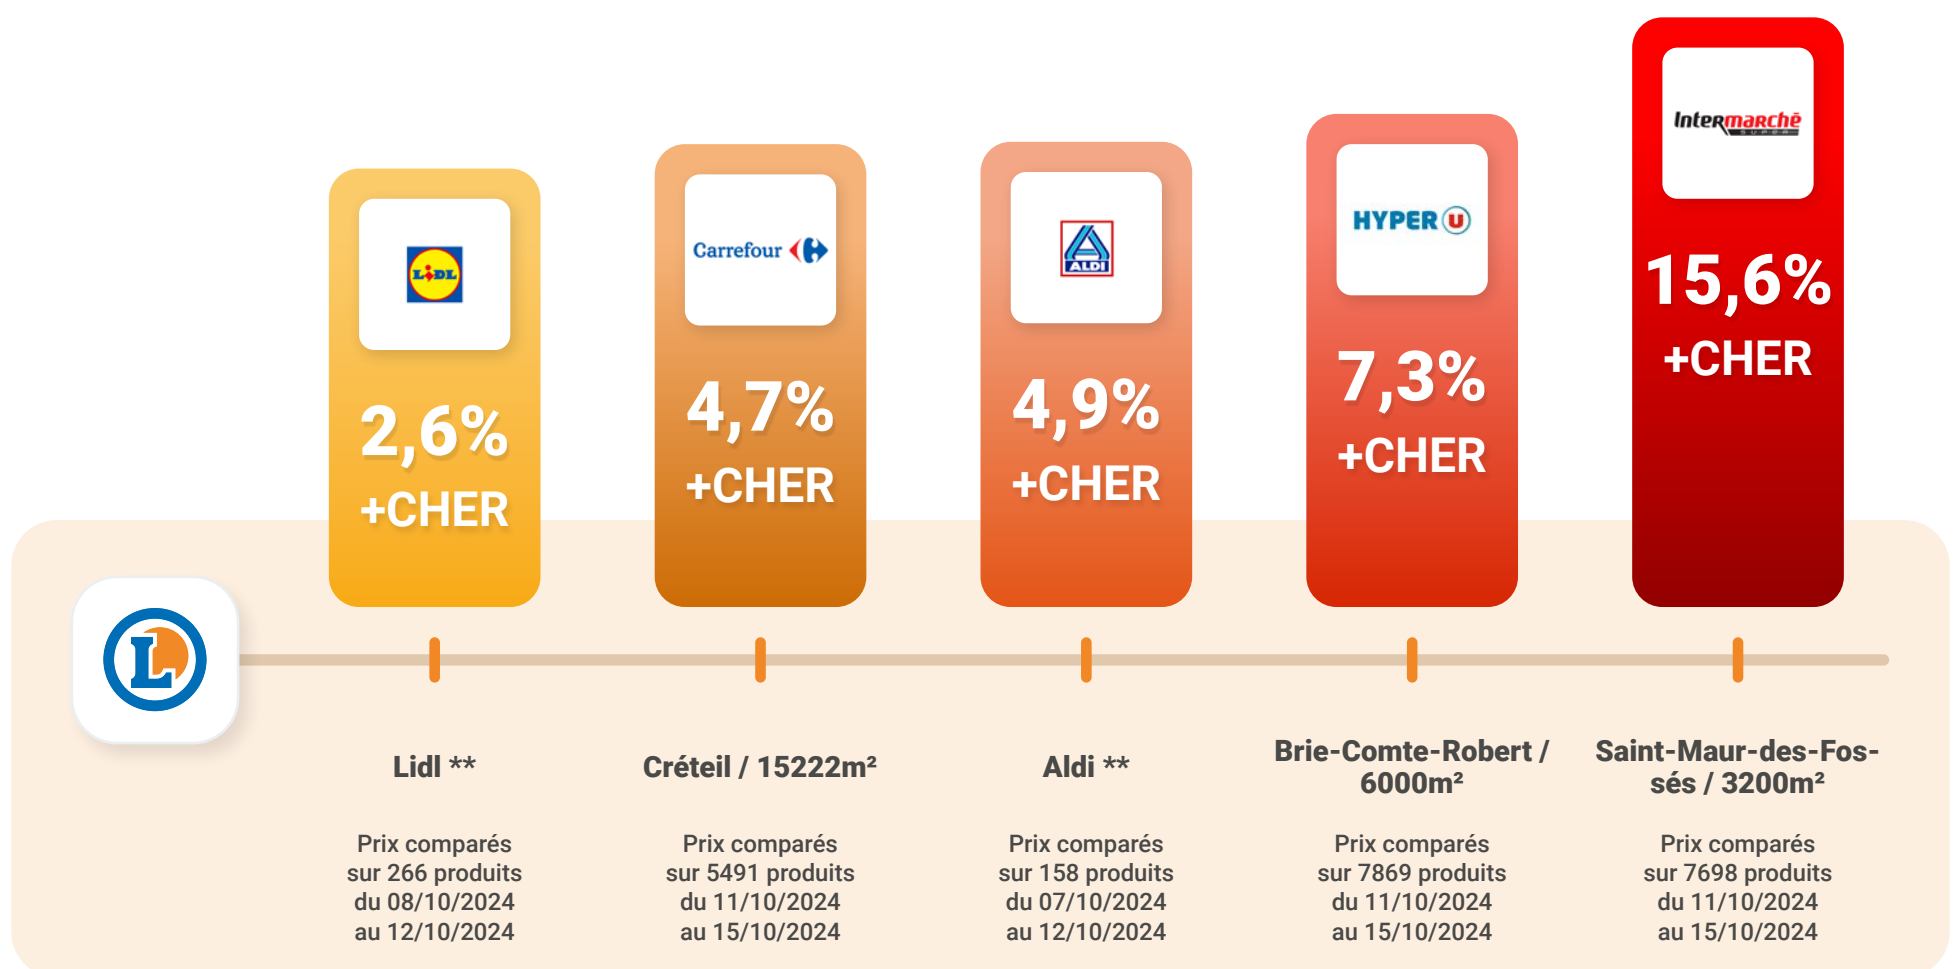 LIDL
2,6%
+CHER
Carrefour
4,7%
+CHER
ALDI
4,9%
+CHER
HYPER U
7,3%
+CHER
Intermarchē
SUPER
15,6%
+CHER
L
Lidl **
Prix comparés
sur 266 produits
du 08/10/2024
au 12/10/2024
Créteil / 15222m²
Prix comparés
sur 5491 produits
du 11/10/2024
au 15/10/2024
Aldi **
Prix comparés
sur 158 produits
du 07/10/2024
au 12/10/2024
Brie-Comte-Robert /
6000m²
Prix comparés
sur 7869 produits
du 11/10/2024
au 15/10/2024
Saint-Maur-des-Fos-
sés / 3200m²
Prix comparés
sur 7698 produits
du 11/10/2024
au 15/10/2024